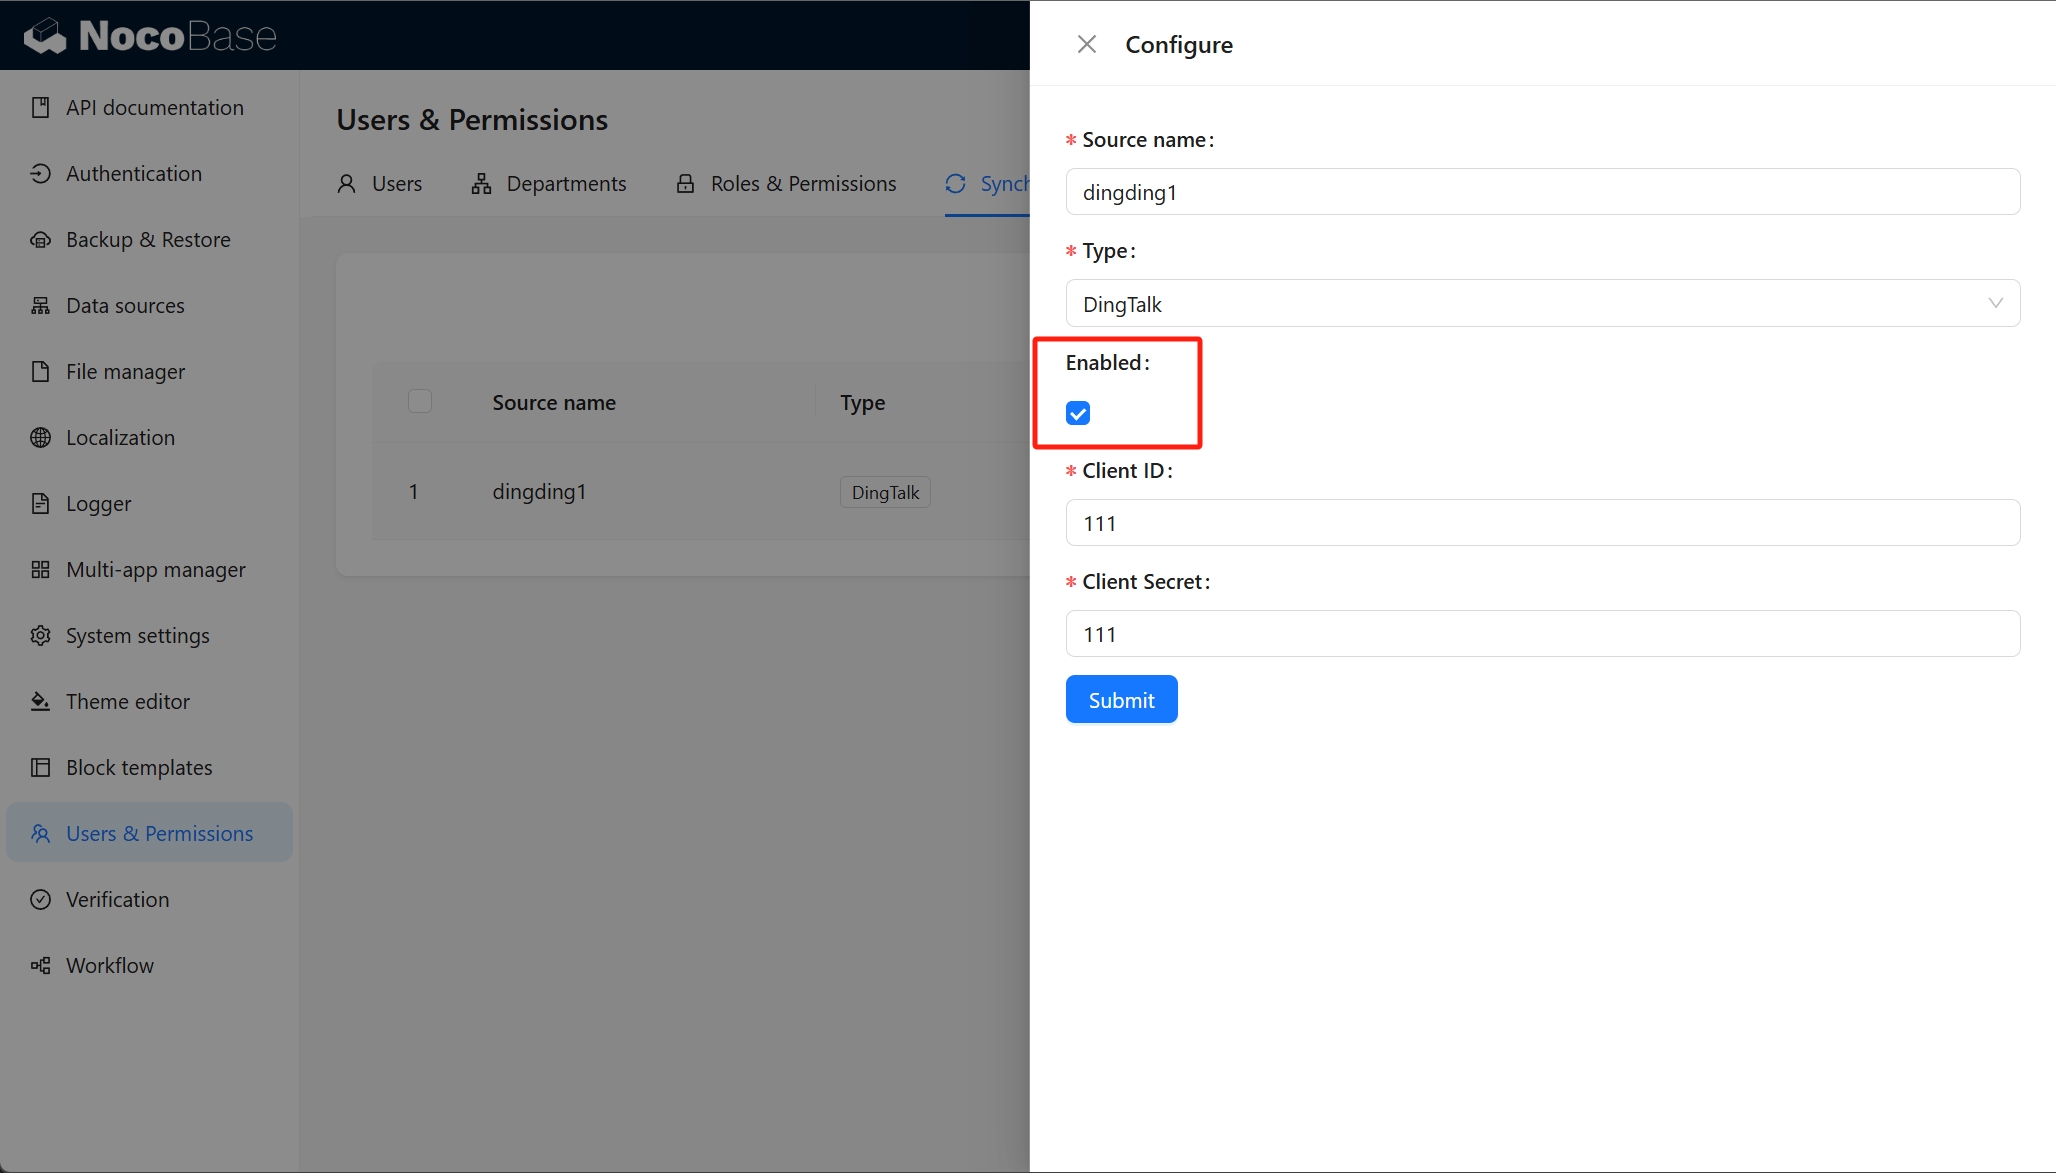 NocoBase
API documentation
Authentication
Backup & Restore
Data sources
File manager
Localization
Logger
Multi-app manager
System settings
Theme editor
Block templates
Users & Permissions
Verification
Workflow
Users & Permissions
Users Departments Roles & Permissions Synch
Source name Type
1 dingding1 DingTalk
Configure
* Source name:
dingding1
* Type:
DingTalk
Enabled:
* Client ID:
111
* Client Secret:
111
Submit